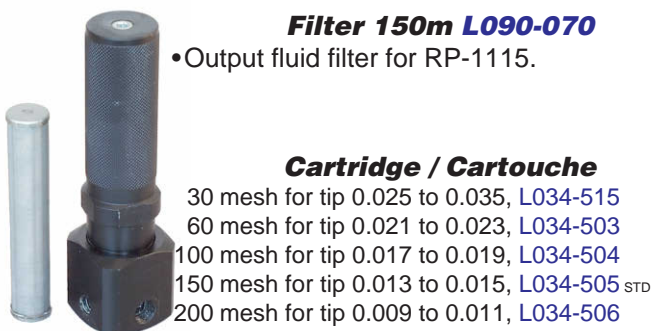 Filter 150m L090-070
•Output fluid filter for RP-1115.
Cartridge / Cartouche
30 mesh for tip 0.025 to 0.035, L034-515
60 mesh for tip 0.021 to 0.023, L034-503
100 mesh for tip 0.017 to 0.019, L034-504
150 mesh for tip 0.013 to 0.015, L034-505 STD
200 mesh for tip 0.009 to 0.011, L034-506